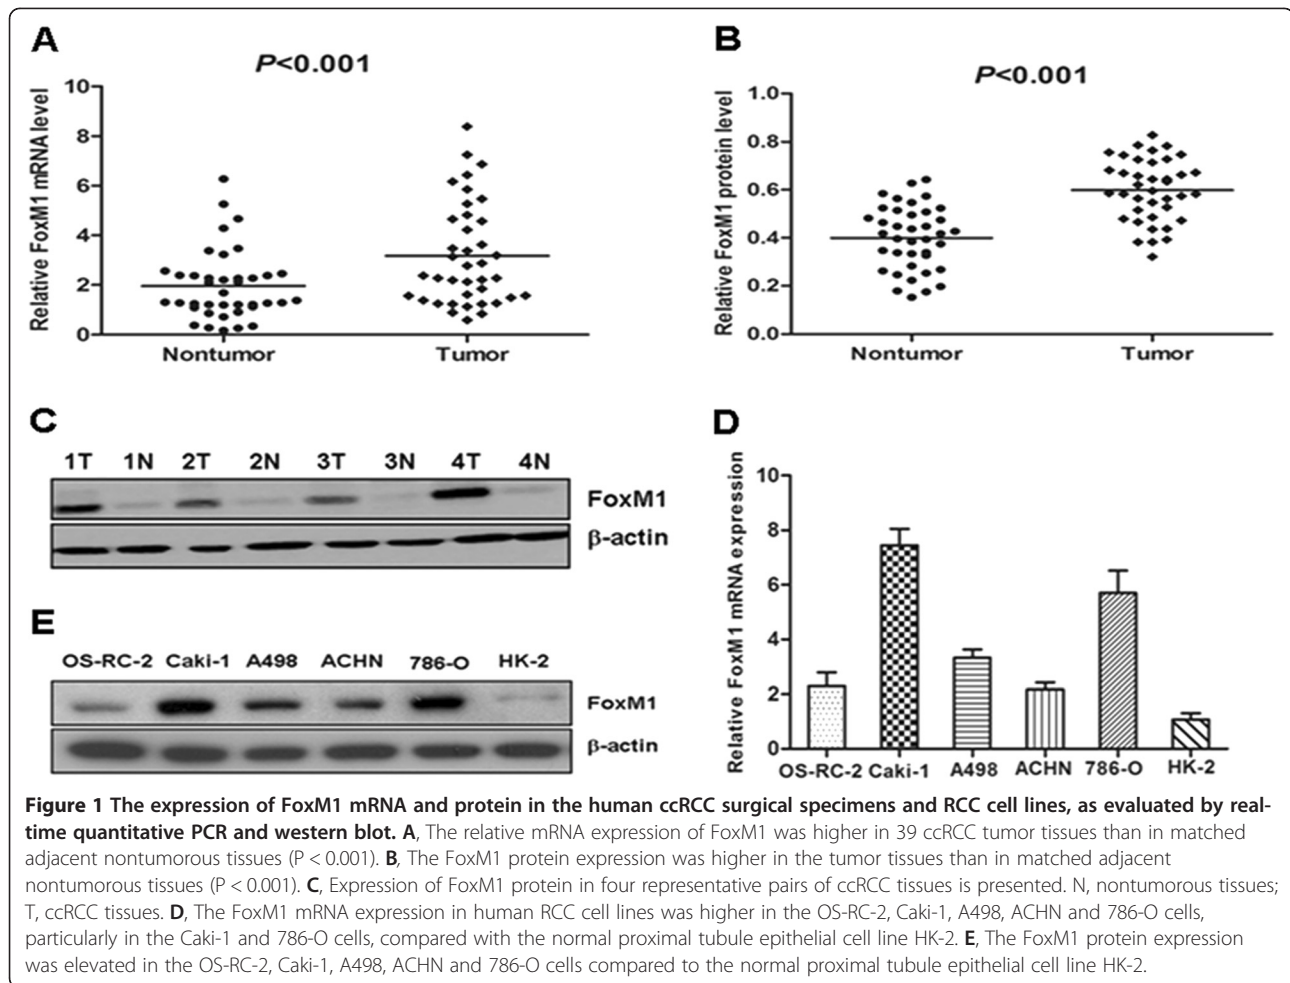 A
P<0.001
Relative FoxM1 mRNA level
10
8
6
4
2
0
Nontumor
Tumor
B
P<0.001
Relative FoxM1 protein level
1.0
0.8
0.6
0.4
0.2
0.0
Nontumor
Tumor
C
1T 1N 2T 2N 3T 3N 4T 4N
FoxM1
β-actin
D
Relative FoxM1 mRNA expression
10
8
6
4
2
0
OS-RC-2 Caki-1 A498 ACHN 786-O HK-2
E
OS-RC-2 Caki-1 A498 ACHN 786-O HK-2
FoxM1
β-actin
Figure 1 The expression of FoxM1 mRNA and protein in the human ccRCC surgical specimens and RCC cell lines, as evaluated by real-
time quantitative PCR and western blot. A, The relative mRNA expression of FoxM1 was higher in 39 ccRCC tumor tissues than in matched
adjacent nontumorous tissues (P < 0.001). B, The FoxM1 protein expression was higher in the tumor tissues than in matched adjacent
nontumorous tissues (P < 0.001). C, Expression of FoxM1 protein in four representative pairs of ccRCC tissues is presented. N, nontumorous tissues;
T, ccRCC tissues. D, The FoxM1 mRNA expression in human RCC cell lines was higher in the OS-RC-2, Caki-1, A498, ACHN and 786-O cells,
particularly in the Caki-1 and 786-O cells, compared with the normal proximal tubule epithelial cell line HK-2. E, The FoxM1 protein expression
was elevated in the OS-RC-2, Caki-1, A498, ACHN and 786-O cells compared to the normal proximal tubule epithelial cell line HK-2.